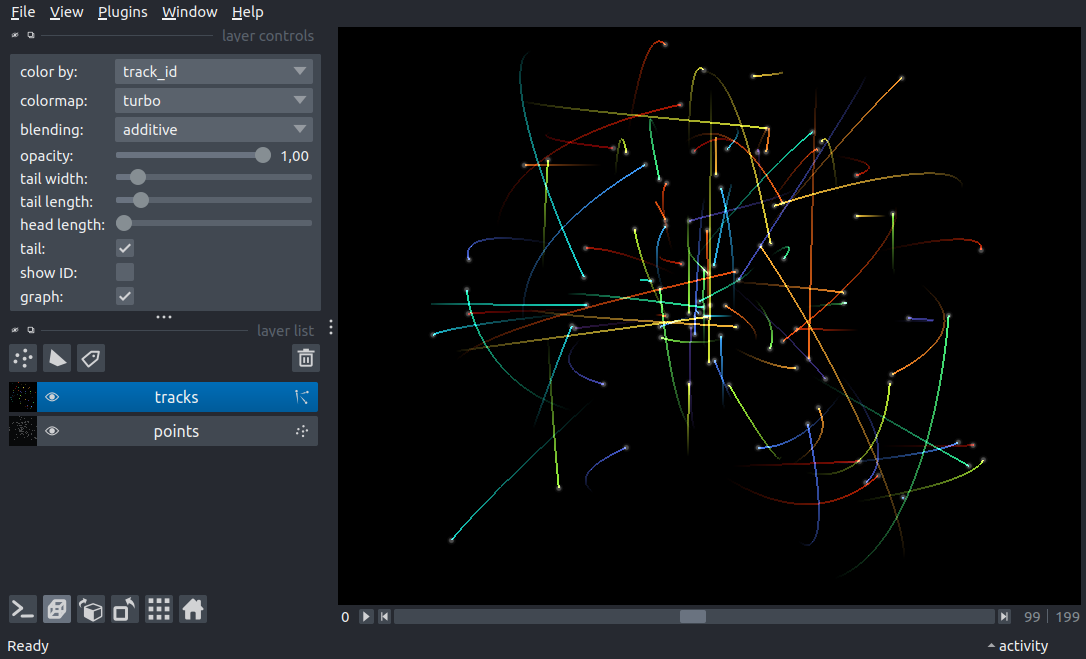 File View Plugins Window Help
layer controls
color by: track_id
colormap: turbo
blending: additive
opacity: 1,00
tail width:
tail length:
head length:
tail:
show ID:
graph:
layer list
tracks
points
0 99 199
Ready activity